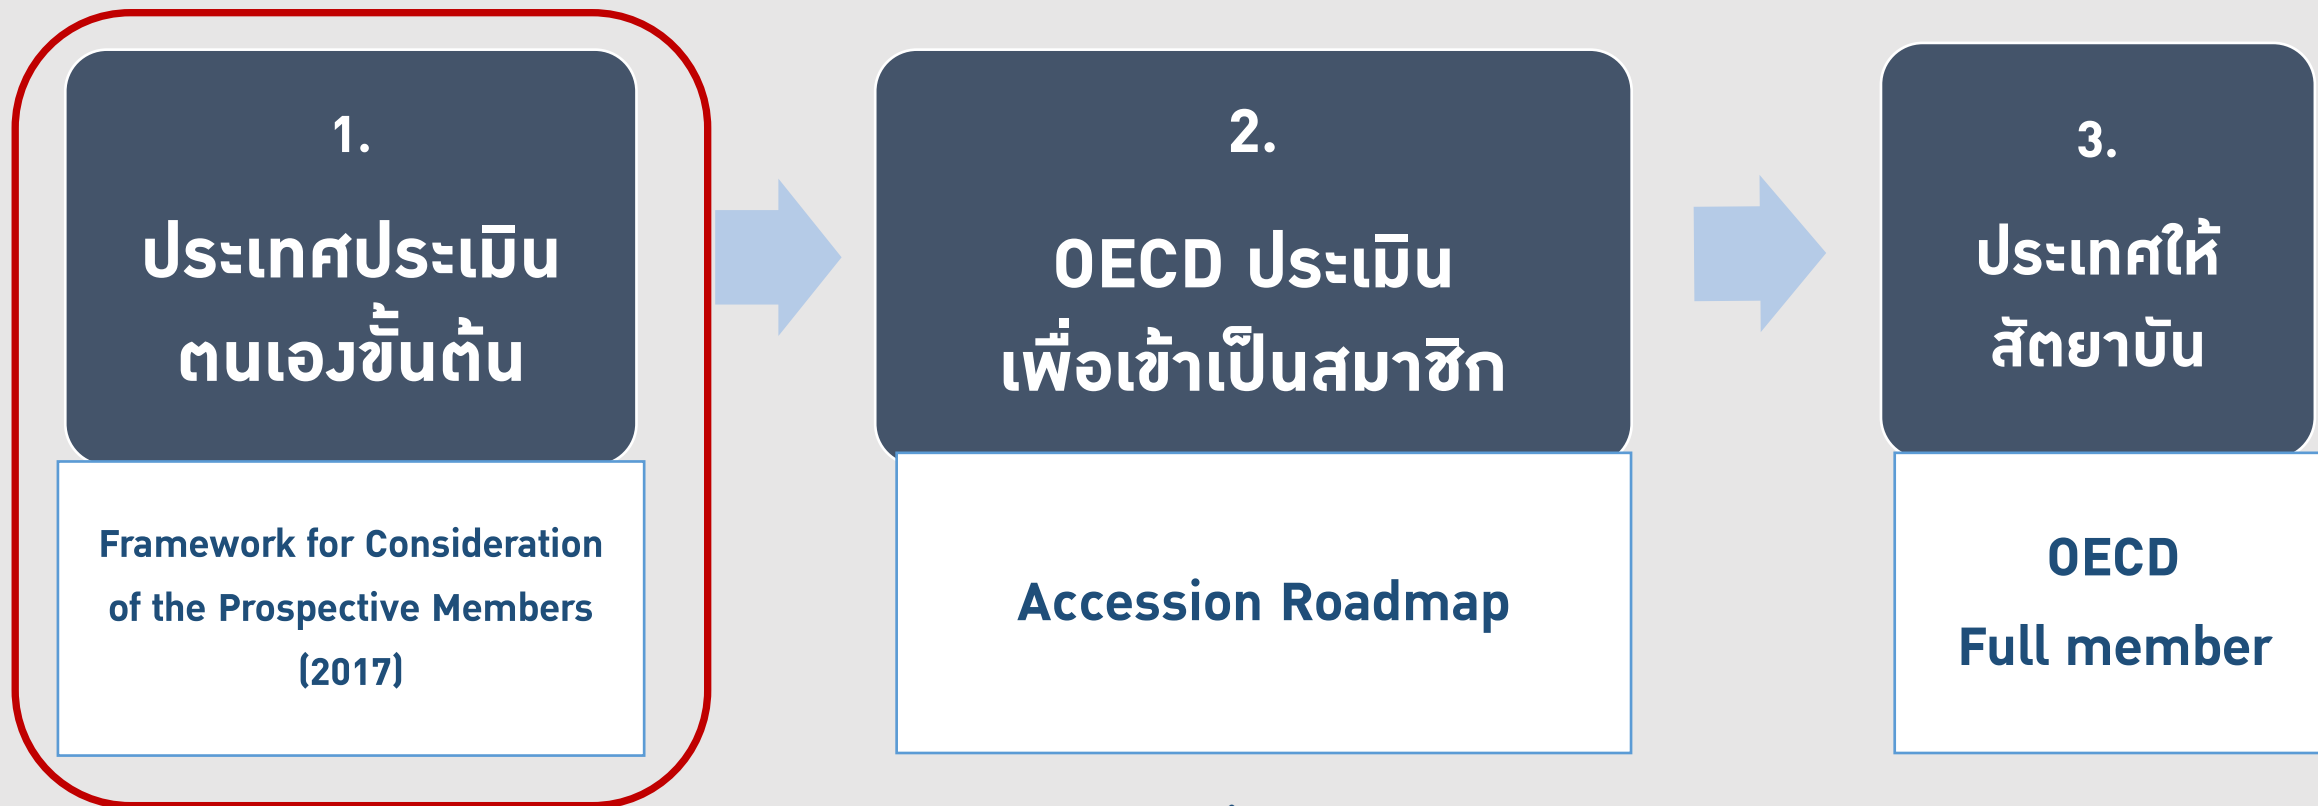 1.
ประเทศประเมิน
ตนเองขั้นต้น
Framework for Consideration
of the Prospective Members
(2017)
2.
OECD ประเมิน
เพื่อเข้าเป็นสมาชิก
Accession Roadmap
3.
ประเทศให้
สัตยาบัน
OECD
Full member